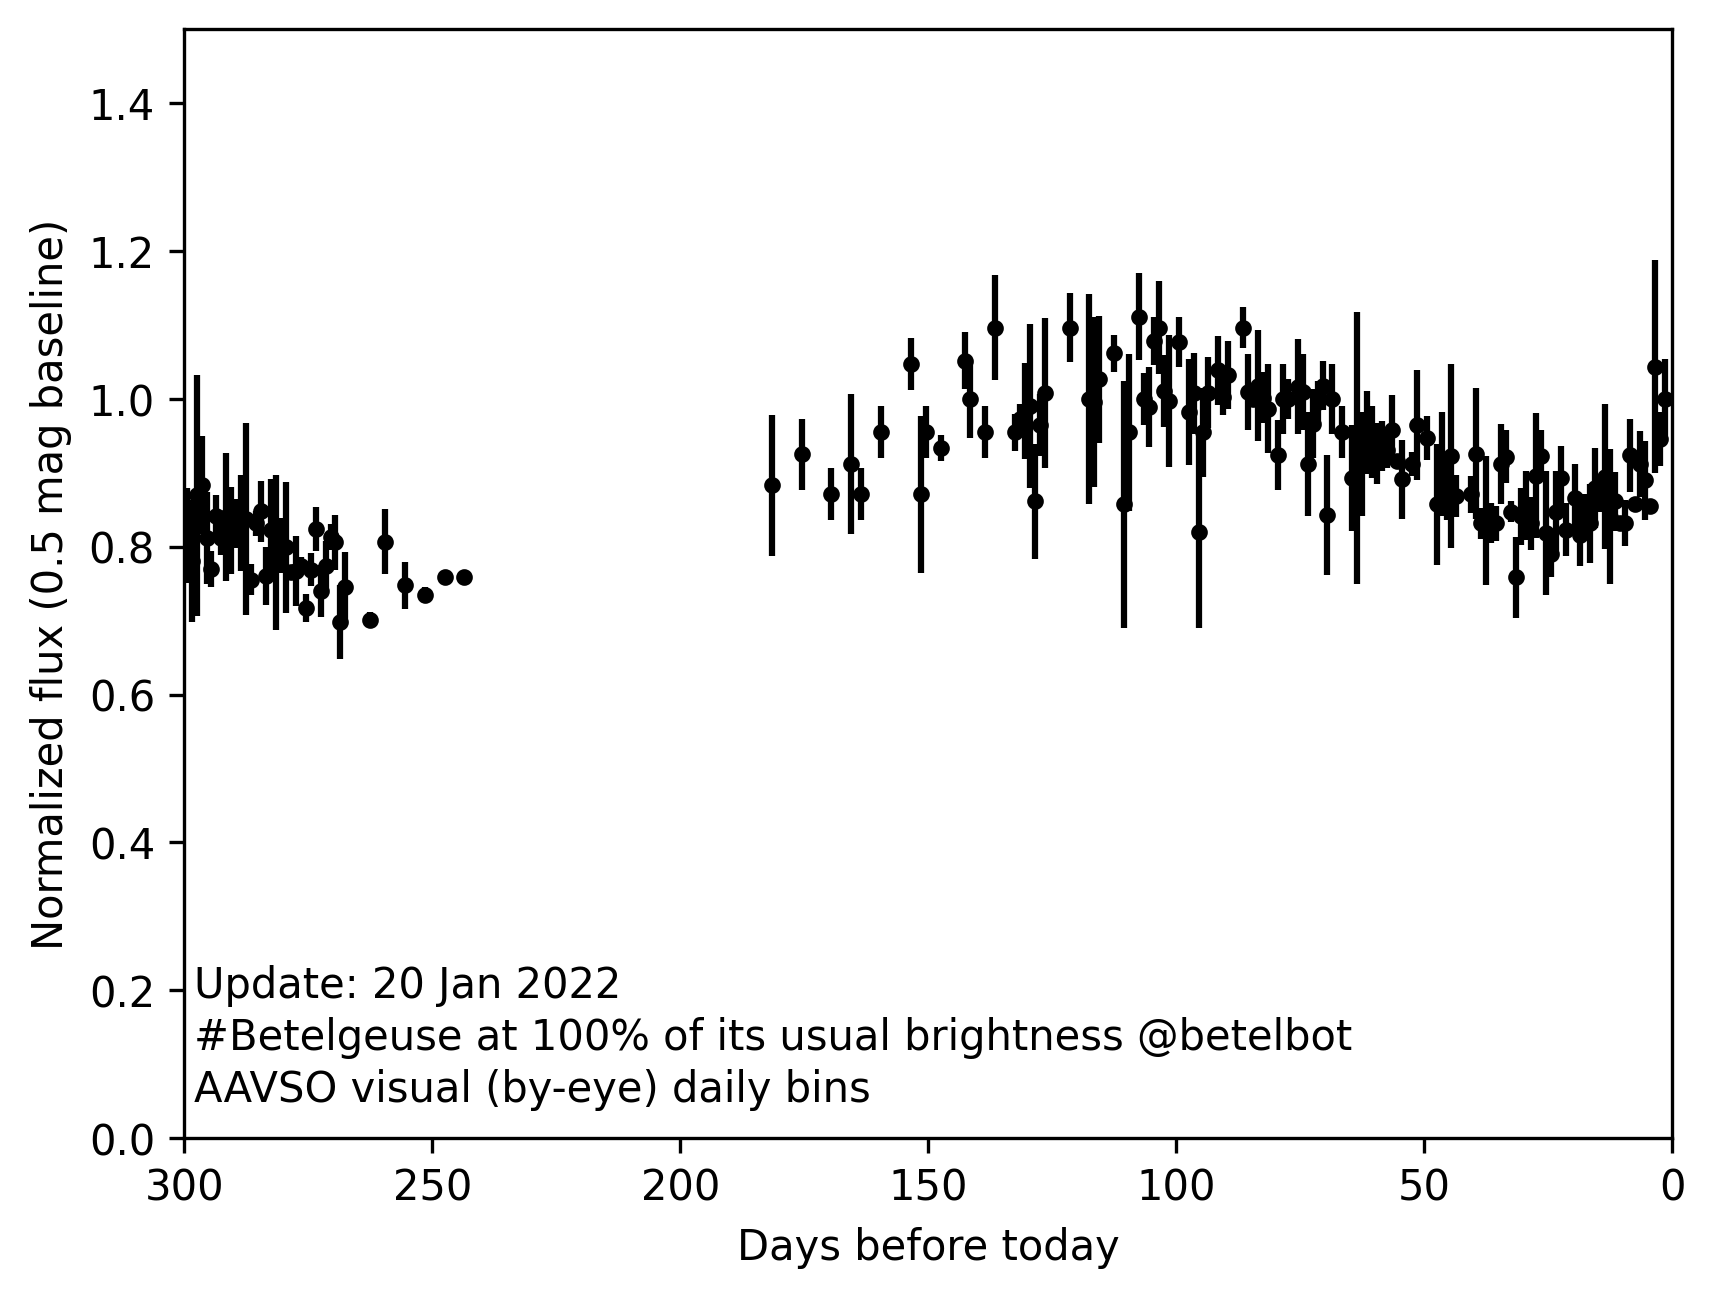 1.4
1.2
1.0
0.8
0.6
0.4
0.2
0.0
Normalized flux (0.5 mag baseline)
Update: 20 Jan 2022
#Betelgeuse at 100% of its usual brightness @betelbot
AAVSO visual (by-eye) daily bins
300 250 200 150 100 50 0
Days before today